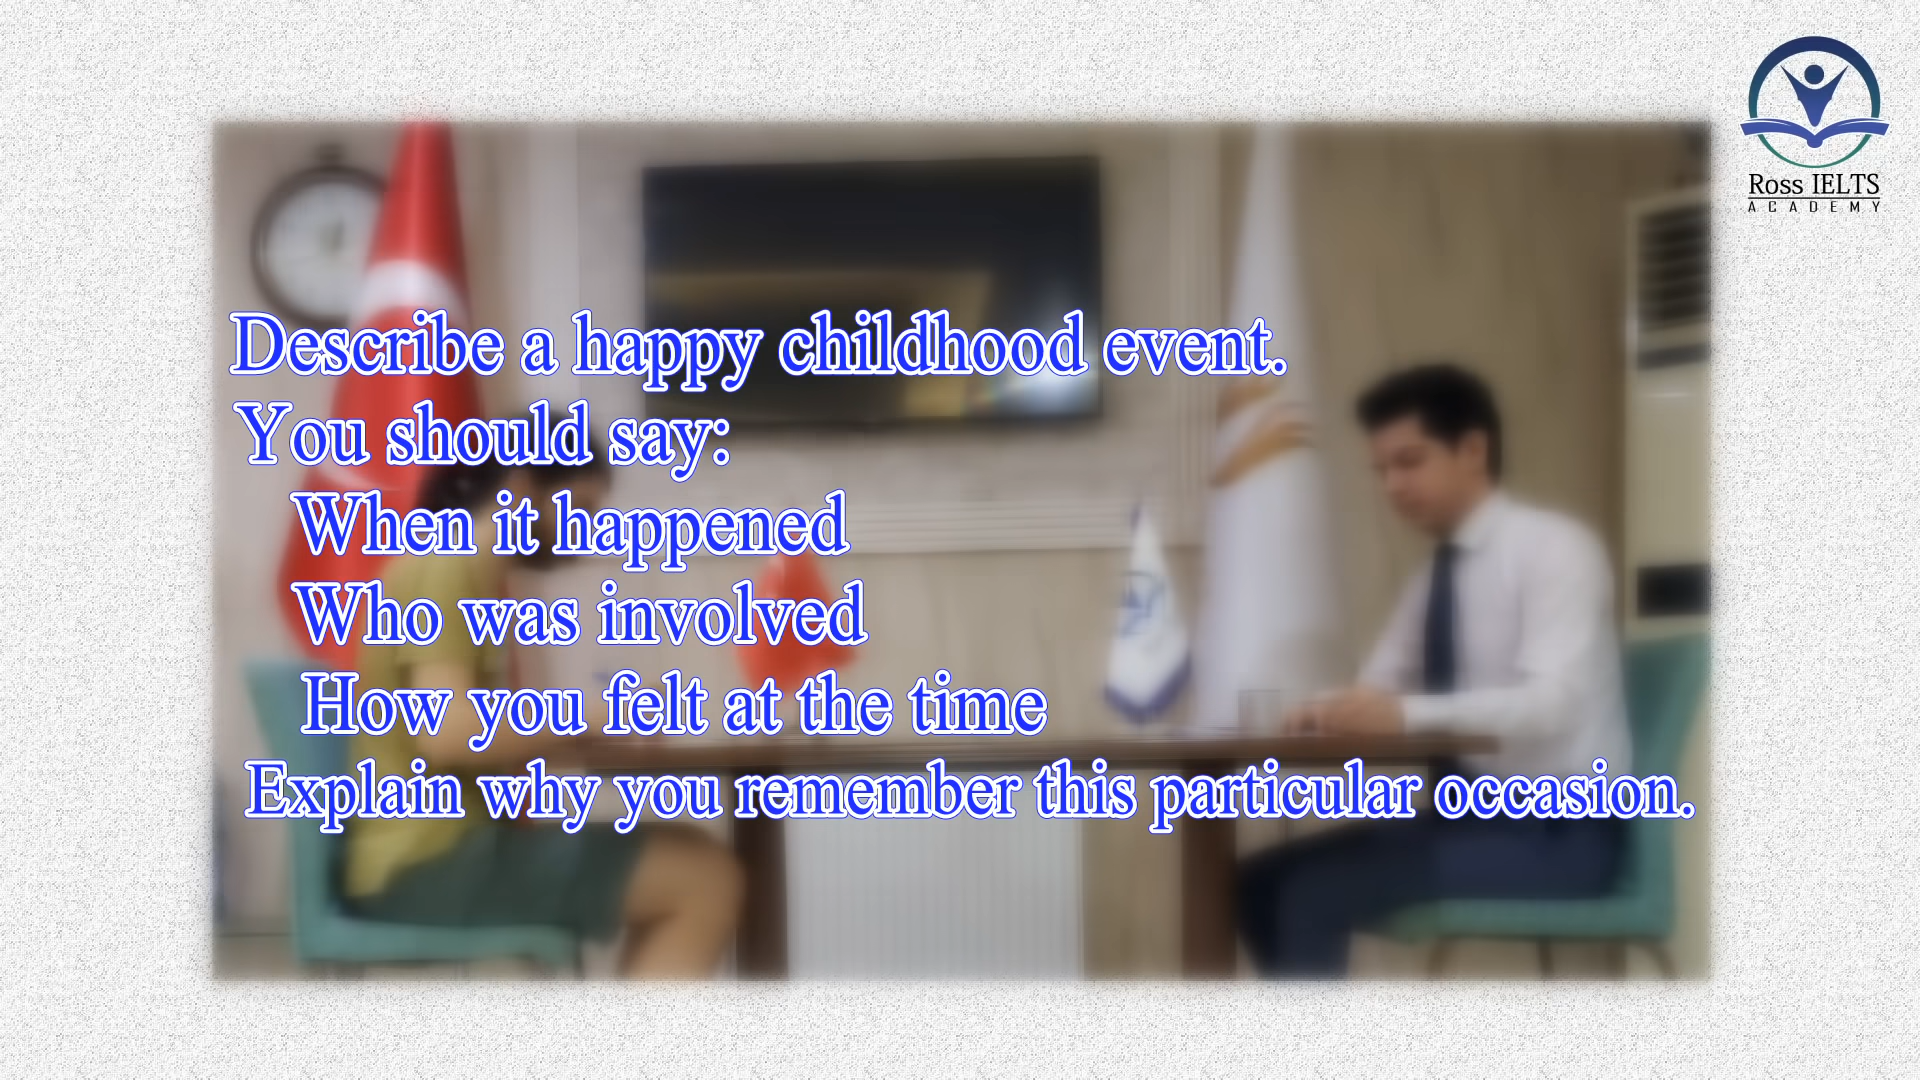 Ross IELTS
ACADEMY
Describe a happy childhood event.
You should say:
When it happened
Who was involved
How you felt at the time
Explain why you remember this particular occasion.